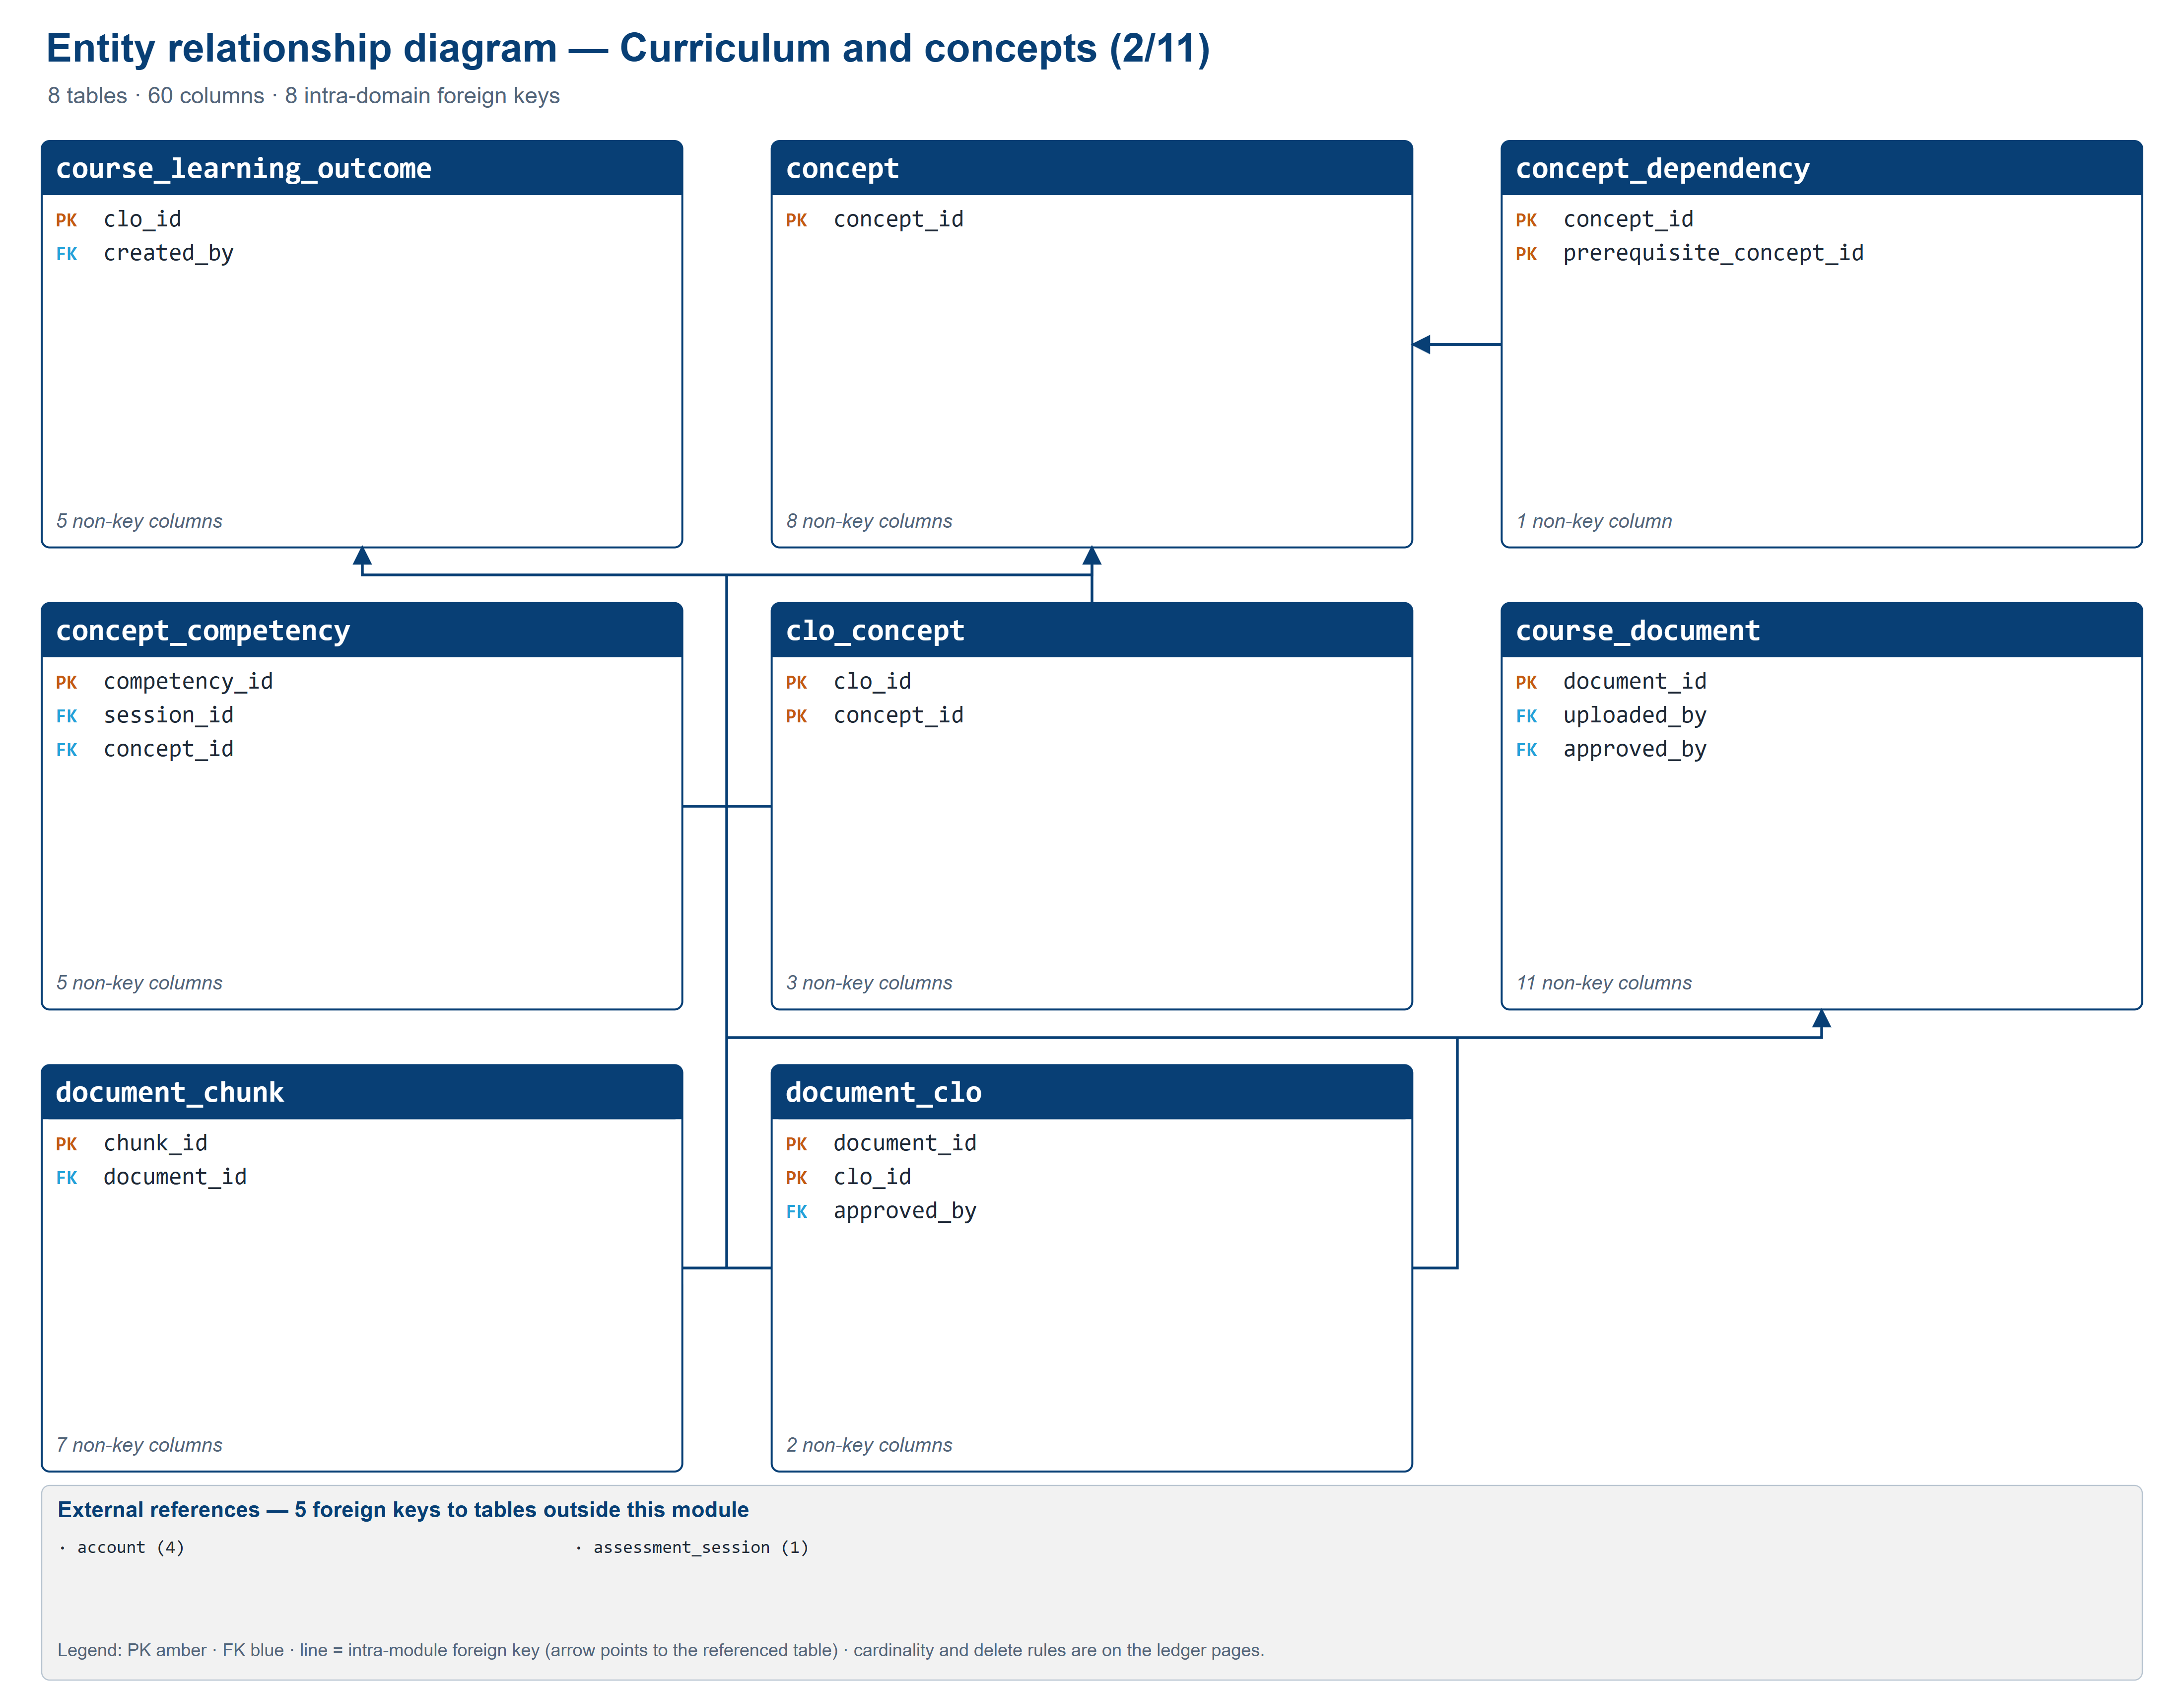 Entity relationship diagram — Curriculum and concepts (2/11)
8 tables · 60 columns · 8 intra-domain foreign keys
course_learning_outcome
PK clo_id
FK created_by
5 non-key columns
concept
PK concept_id
8 non-key columns
concept_dependency
PK concept_id
PK prerequisite_concept_id
1 non-key column
concept_competency
PK competency_id
FK session_id
FK concept_id
5 non-key columns
clo_concept
PK clo_id
PK concept_id
3 non-key columns
course_document
PK document_id
FK uploaded_by
FK approved_by
11 non-key columns
document_chunk
PK chunk_id
FK document_id
7 non-key columns
document_clo
PK document_id
PK clo_id
FK approved_by
2 non-key columns
External references — 5 foreign keys to tables outside this module
· account (4)
· assessment_session (1)
Legend: PK amber · FK blue · line = intra-module foreign key (arrow points to the referenced table) · cardinality and delete rules are on the ledger pages.